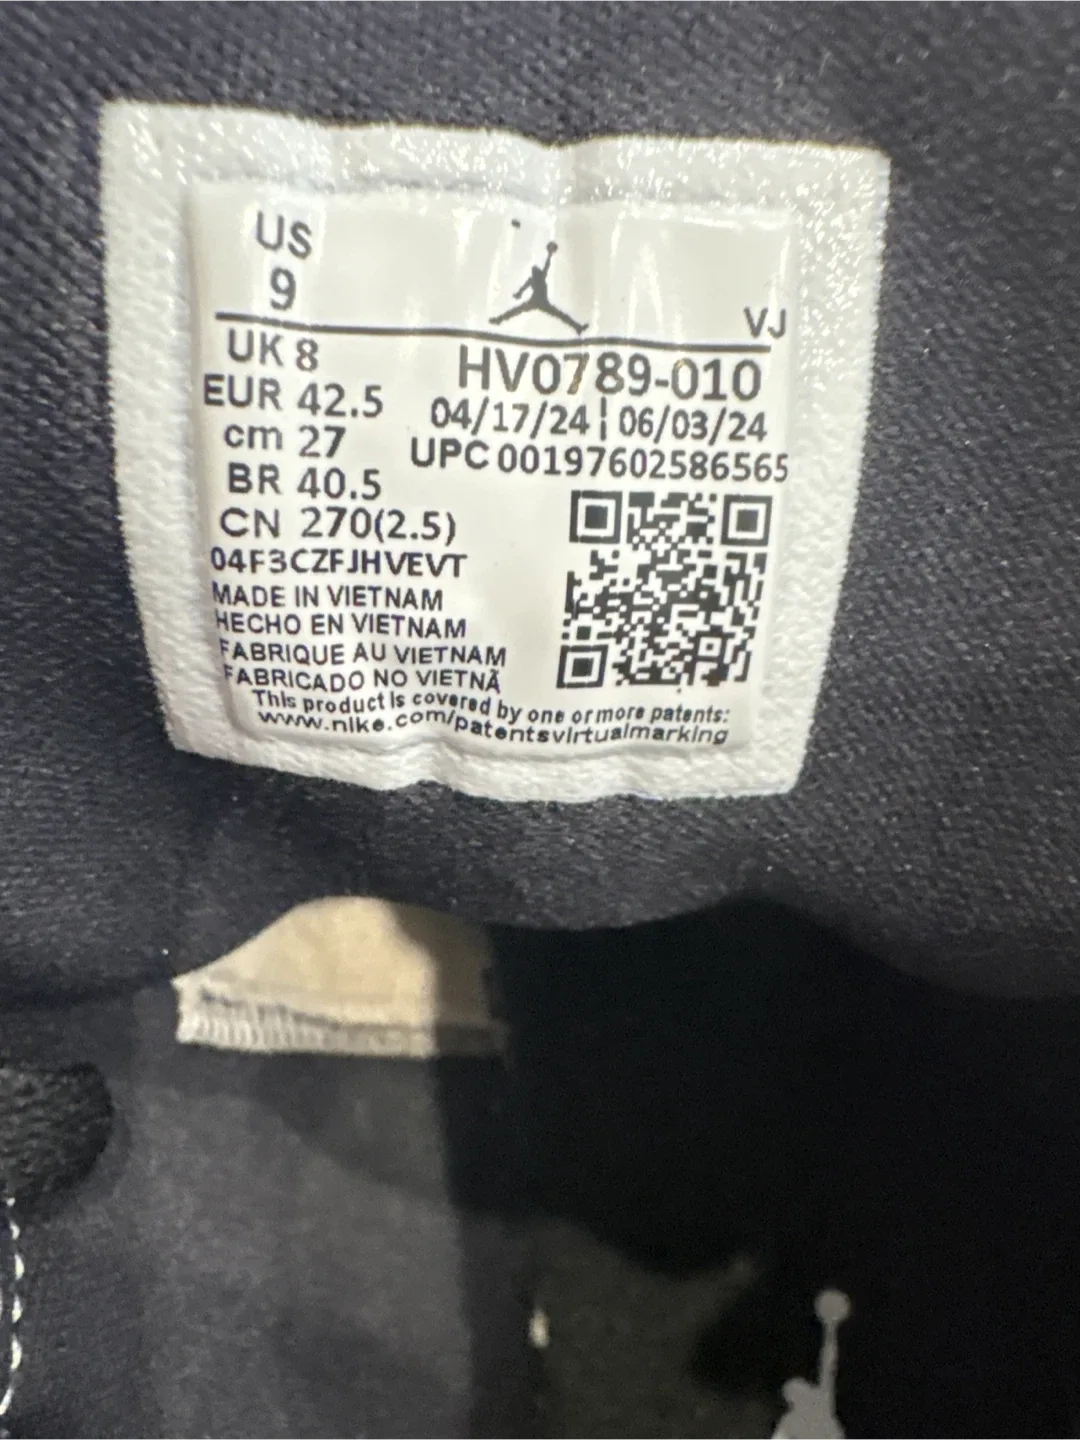 US
9
VJ
UK 8
HV0789-010
EUR 42.5
04/17/24 ¦ 06/03/24
cm 27
UPC 00197602586565
BR 40.5
CN 270(2.5)
04F3CZFJHVEVT
MADE IN VIETNAM
HECHO EN VIETNAM
FABRIQUE AU VIETNAM
FABRICADO NO VIETNÃ
This product is covered by one or more patents:
www.nike.com/patentsvirtualmarking